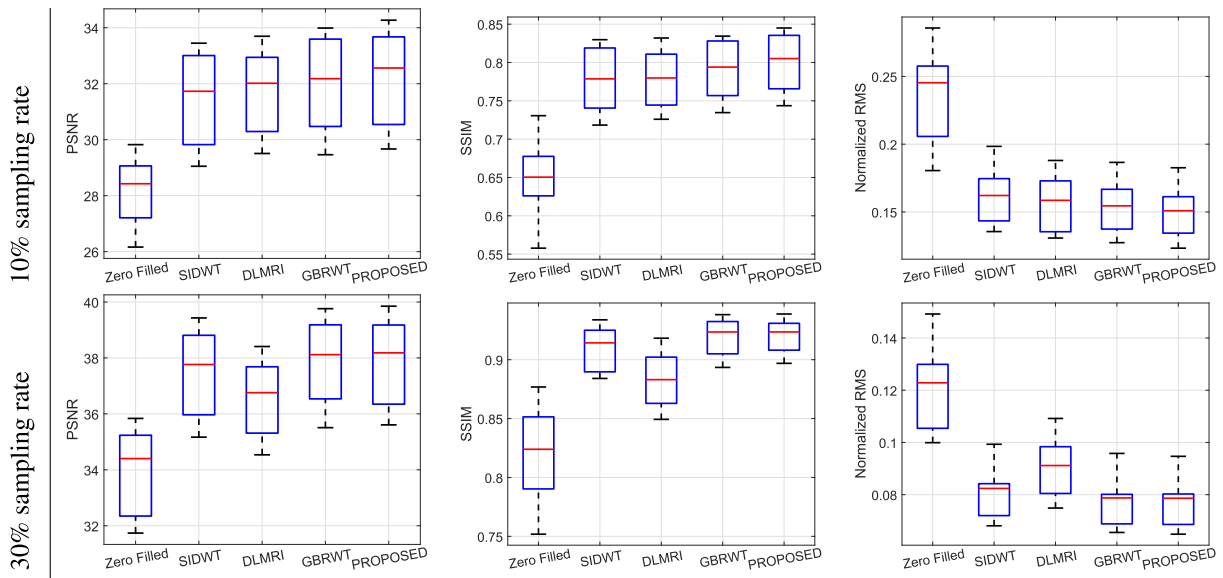 10% sampling rate
PSNR
34
32
30
28
26
Zero Filled SIDWT DLMRI GBRWT PROPOSED
SSIM
0.85
0.8
0.75
0.7
0.65
0.6
0.55
Zero Filled SIDWT DLMRI GBRWT PROPOSED
Normalized RMS
0.25
0.2
0.15
Zero Filled SIDWT DLMRI GBRWT PROPOSED
30% sampling rate
PSNR
40
38
36
34
32
Zero Filled SIDWT DLMRI GBRWT PROPOSED
SSIM
0.9
0.85
0.8
0.75
Zero Filled SIDWT DLMRI GBRWT PROPOSED
Normalized RMS
0.14
0.12
0.1
0.08
Zero Filled SIDWT DLMRI GBRWT PROPOSED